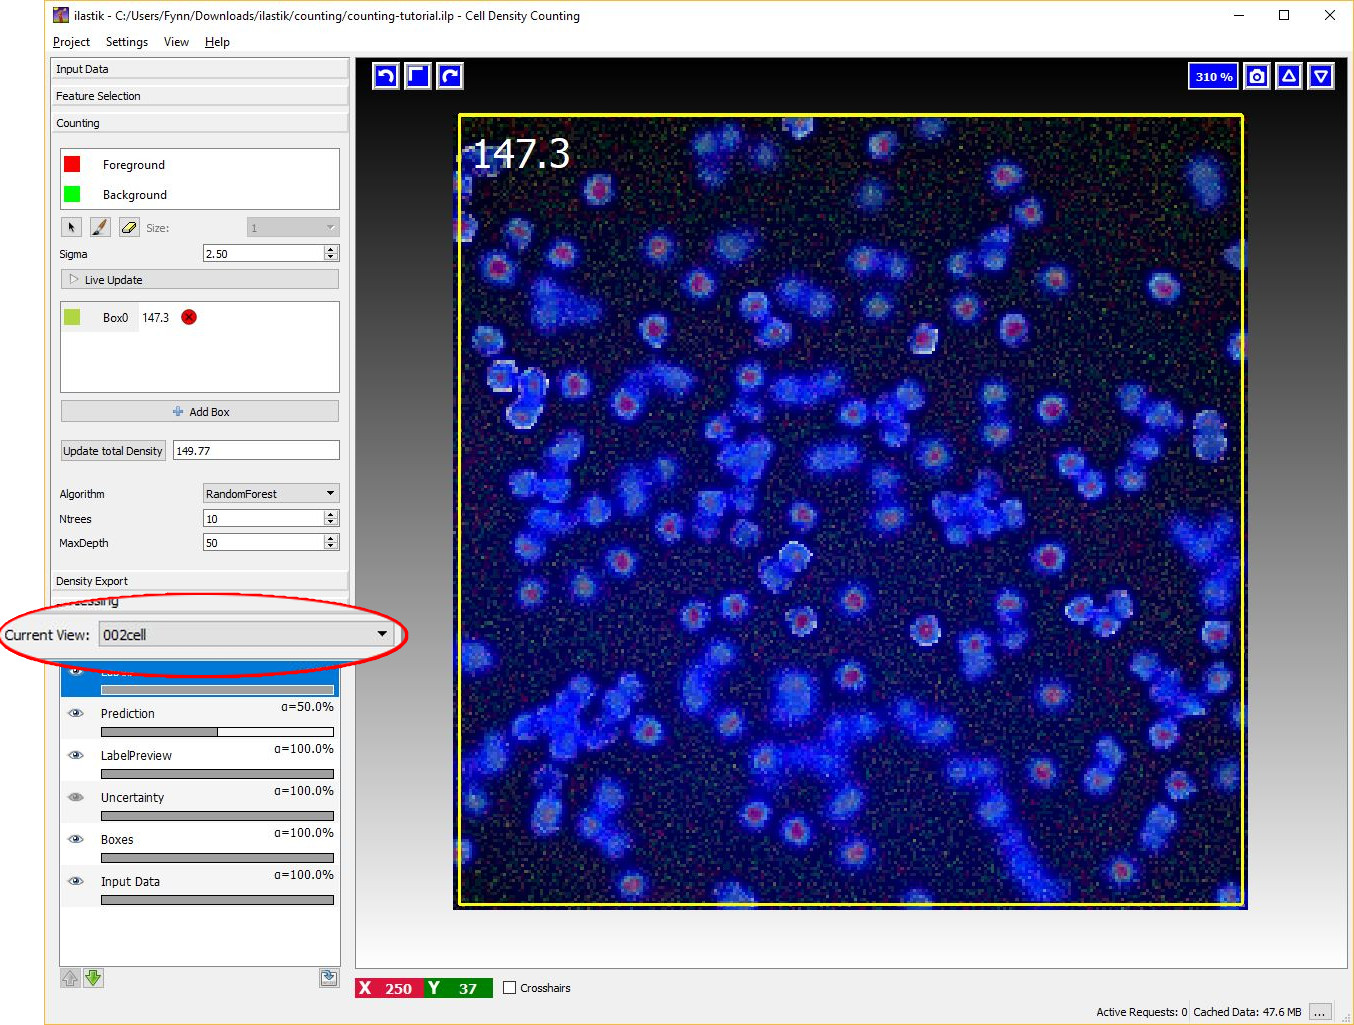 ilastik - C:/Users/Fynn/Downloads/ilastik/counting/counting-tutorial.ilp - Cell Density Counting
Project Settings View Help
Input Data
Feature Selection
Counting
Foreground
Background
Size: 1
Sigma 2.50
Live Update
Box0 147.3
Add Box
Update total Density 149.77
Algorithm RandomForest
Ntrees 10
MaxDepth 50
Density Export
Current View: 002cell
Prediction α=50.0%
LabelPreview α=100.0%
Uncertainty α=100.0%
Boxes α=100.0%
Input Data α=100.0%
310 %
147.3
X 250 Y 37 Crosshairs
Active Requests: 0 Cached Data: 47.6 MB ...